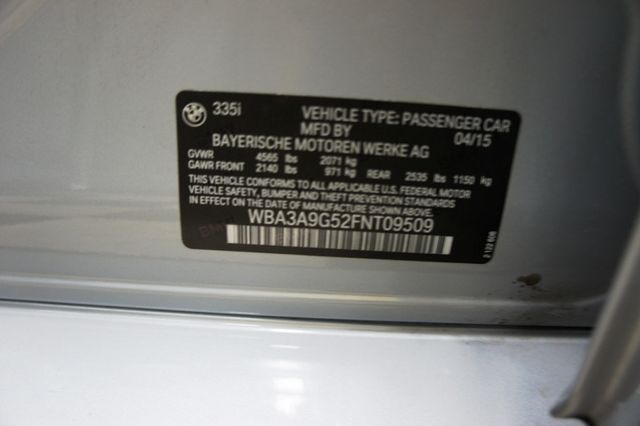 335i VEHICLE TYPE: PASSENGER CAR
MFD BY 04/15
BAYERISCHE MOTOREN WERKE AG
GVWR 4565 lbs 2071 kg
GAWR FRONT 2140 lbs 971 kg REAR 2535 lbs 1150 kg
THIS VEHICLE CONFORMS TO ALL APPLICABLE U.S. FEDERAL MOTOR
VEHICLE SAFETY, BUMPER AND THEFT PREVENTION STANDARDS
IN EFFECT ON THE DATE OF MANUFACTURE SHOWN ABOVE.
WBA3A9G52FNT09509
BMW